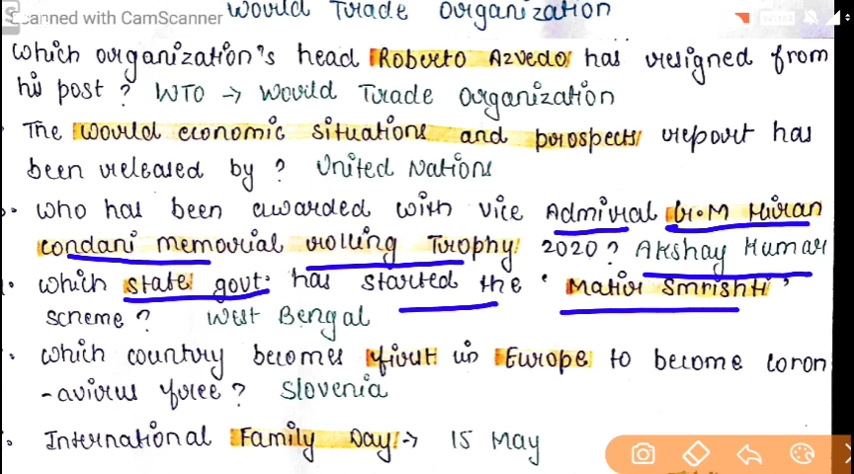 Scanned with CamScanner
World Trade Organization
Which organization's head Roberto Azvedo has resigned from
his post? WTO → World Trade Organization
The World economic situations and prospects report has
been released by? United Nations
Who has been awarded with Vice Admiral G.M Hiran
condani memorial rolling Trophy 2020? Akshay Kumar
which state govt. has started the 'Matir Smrishti'
scheme? West Bengal
which country becomes first in Europe to become coron
-avirus free? Slovenia
International Family Day :→ 15 May